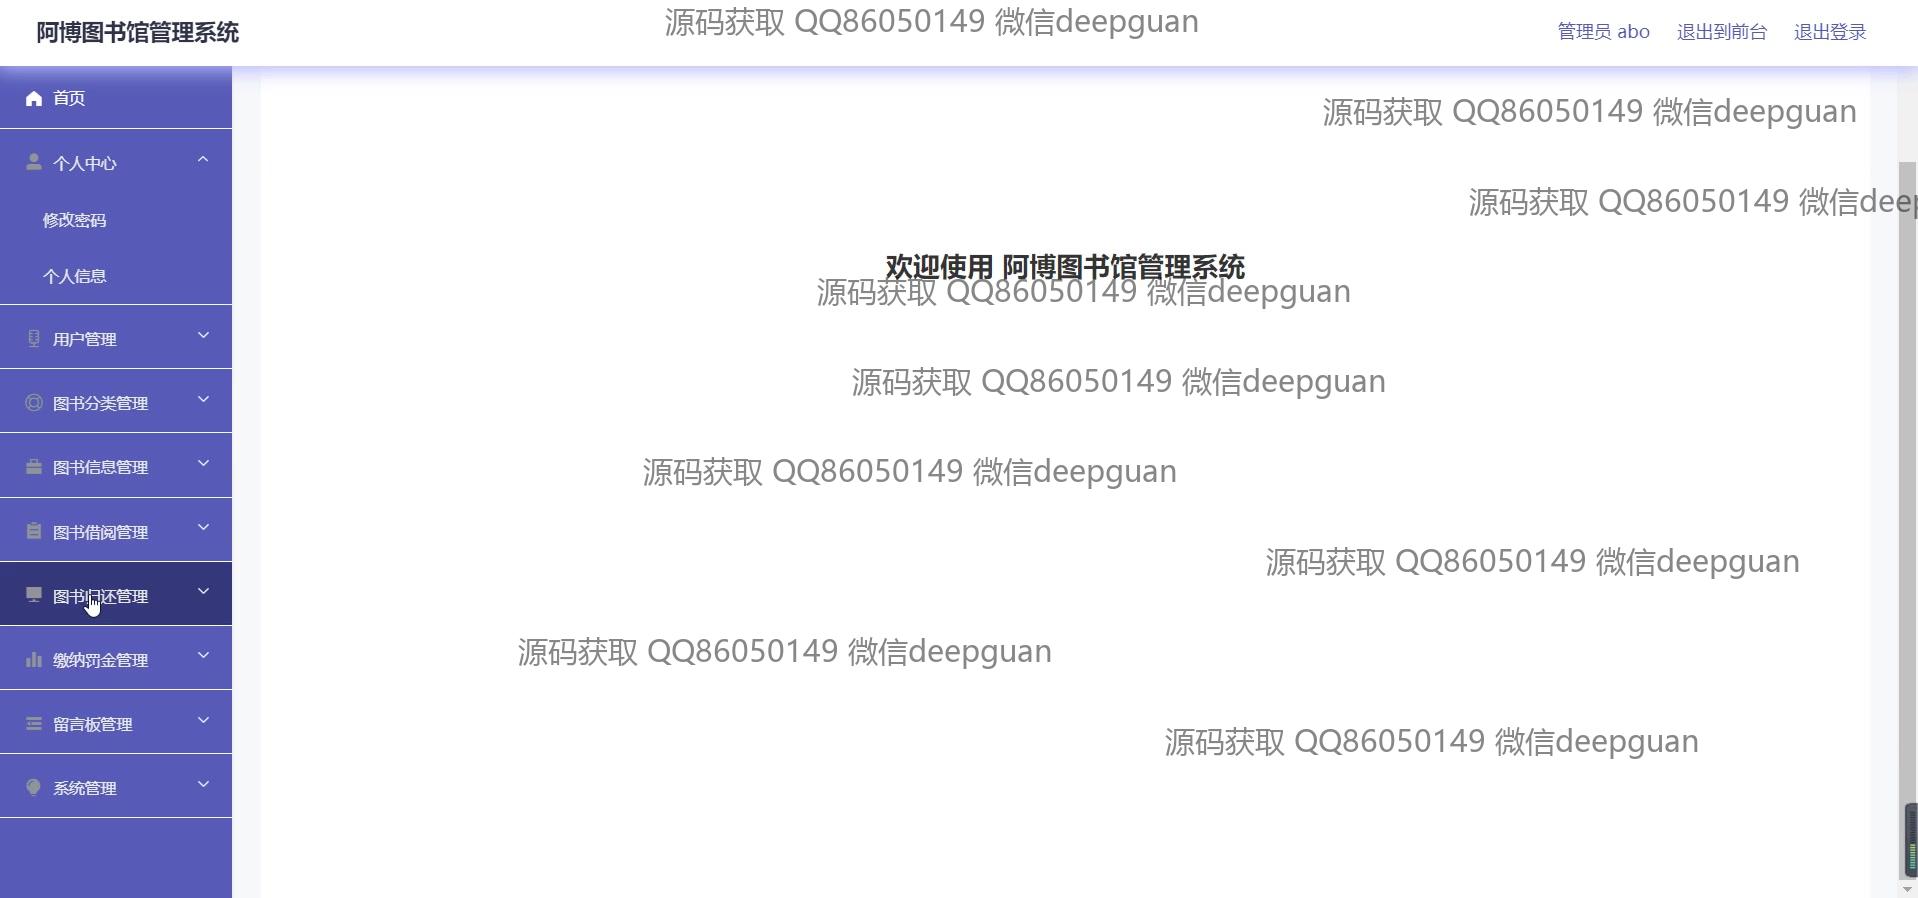 阿博图书馆管理系统
源码获取 QQ86050149 微信deepguan
管理员 abo 退出到前台 退出登录
首页
源码获取 QQ86050149 微信deepguan
个人中心
源码获取 QQ86050149 微信deep
修改密码
欢迎使用 阿博图书馆管理系统
个人信息
源码获取 QQ86050149 微信deepguan
用户管理
源码获取 QQ86050149 微信deepguan
图书分类管理
图书信息管理
源码获取 QQ86050149 微信deepguan
图书借阅管理
源码获取 QQ86050149 微信deepguan
图书归还管理
源码获取 QQ86050149 微信deepguan
缴纳罚金管理
留言板管理
源码获取 QQ86050149 微信deepguan
系统管理